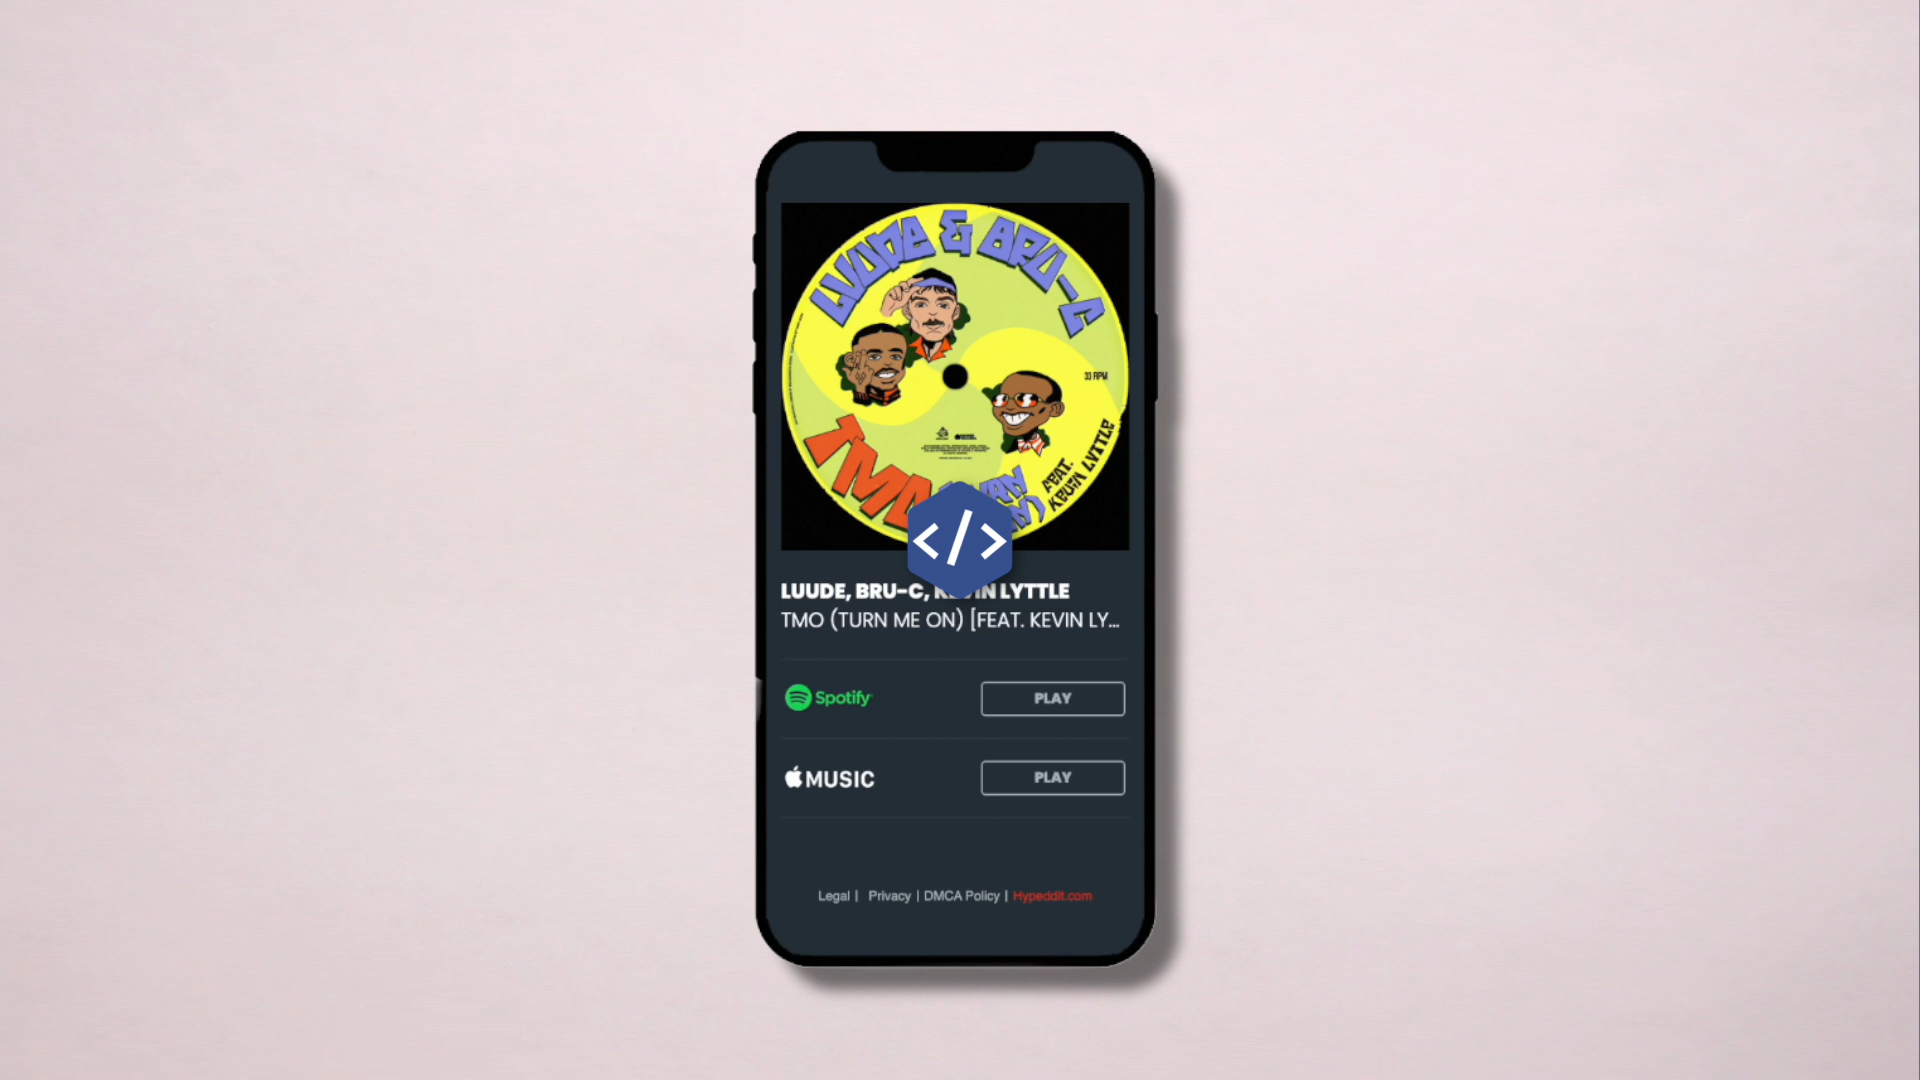 LUUDE & BRU-C
33 RPM
TMO
FEAT.
KEVIN LYTTLE
</>
LUUDE, BRU-C, LYTTLE
TMO (TURN ME ON) [FEAT. KEVIN LY...
Spotify
PLAY
MUSIC
PLAY
Legal | Privacy | DMCA Policy | Hypeddit.com